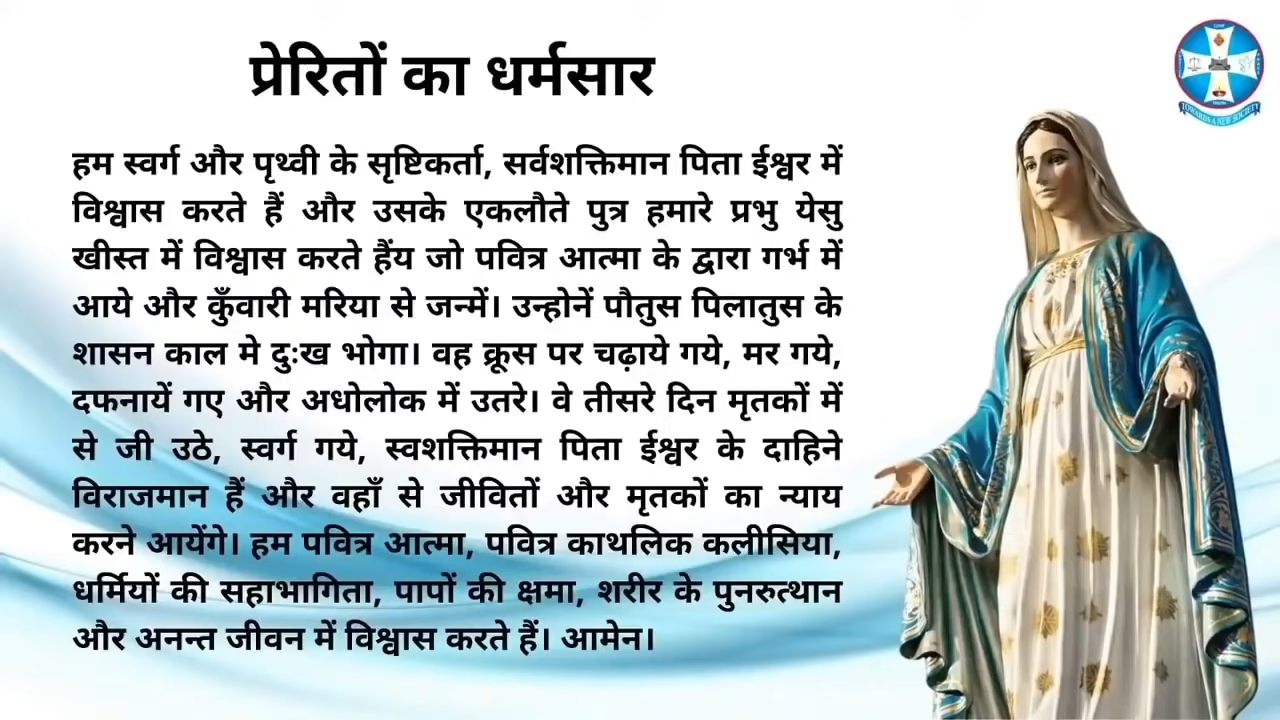 प्रेरितों का धर्मसार
हम स्वर्ग और पृथ्वी के सृष्टिकर्ता, सर्वशक्तिमान पिता ईश्वर में
विश्वास करते हैं और उसके एकलौते पुत्र हमारे प्रभु येसु
खीस्त में विश्वास करते हैंय जो पवित्र आत्मा के द्वारा गर्भ में
आये और कुँवारी मरिया से जन्में। उन्होनें पौतुस पिलातुस के
शासन काल मे दुःख भोगा। वह क्रूस पर चढ़ाये गये, मर गये,
दफनायें गए और अधोलोक में उतरे। वे तीसरे दिन मृतकों में
से जी उठे, स्वर्ग गये, स्वशक्तिमान पिता ईश्वर के दाहिने
विराजमान हैं और वहाँ से जीवितों और मृतकों का न्याय
करने आयेंगे। हम पवित्र आत्मा, पवित्र काथलिक कलीसिया,
धर्मियों की सहाभागिता, पापों की क्षमा, शरीर के पुनरुत्थान
और अनन्त जीवन में विश्वास करते हैं। आमेन।
TOWARDS A NEW SOCIETY